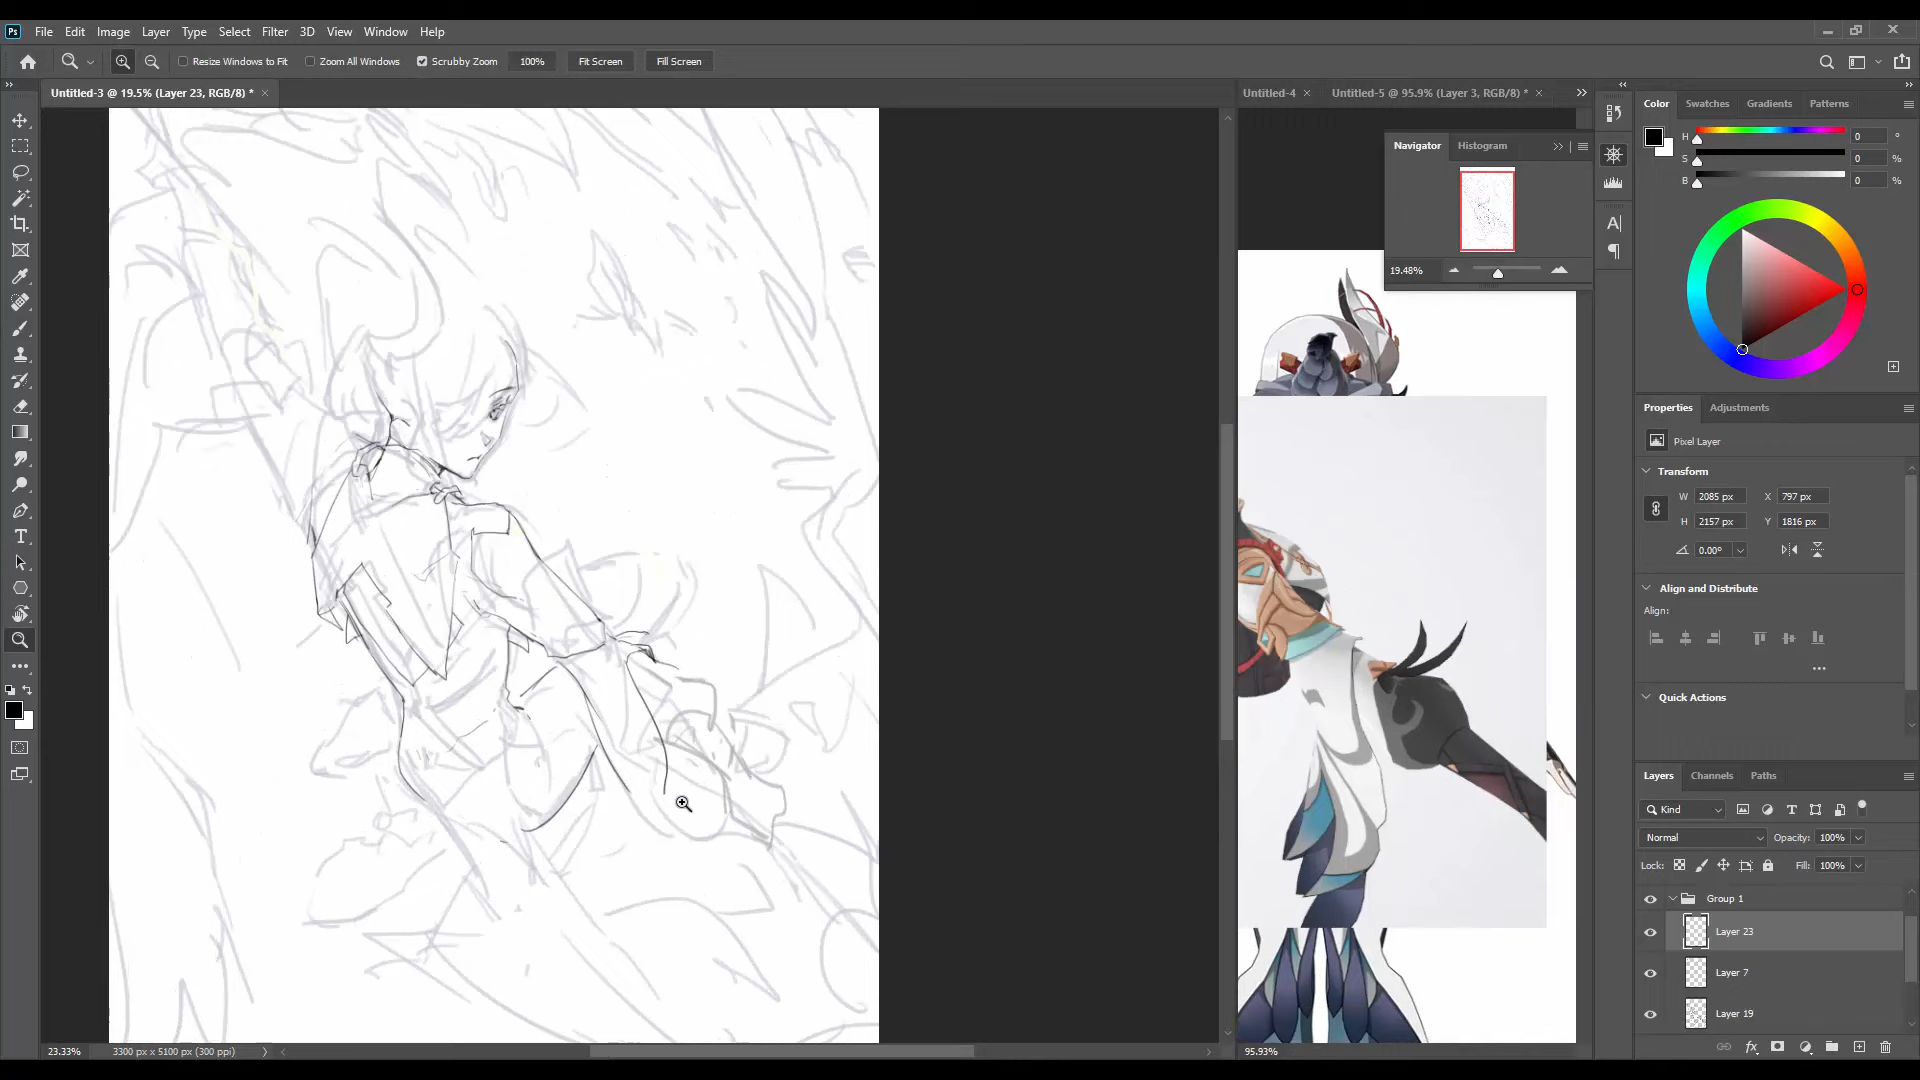 Ps File Edit Image Layer Type Select Filter 3D View Window Help
Resize Windows to Fit Zoom All Windows Scrubby Zoom 100% Fit Screen Fill Screen
Untitled-3 @ 19.5% (Layer 23, RGB/8) *
Untitled-4 Untitled-5 @ 95.9% (Layer 3, RGB/8) *
Navigator Histogram
19.48%
Color Swatches Gradients Patterns
H 0 °
S 0 %
B 0 %
Properties Adjustments
Pixel Layer
Transform
W 2085 px X 797 px
H 2157 px Y 1816 px
0.00°
Align and Distribute
Align:
Quick Actions
Layers Channels Paths
Kind
Normal Opacity: 100%
Lock: Fill: 100%
Group 1
Layer 23
Layer 7
Layer 19
fx
23.33% 3300 px x 5100 px (300 ppi)
95.93%